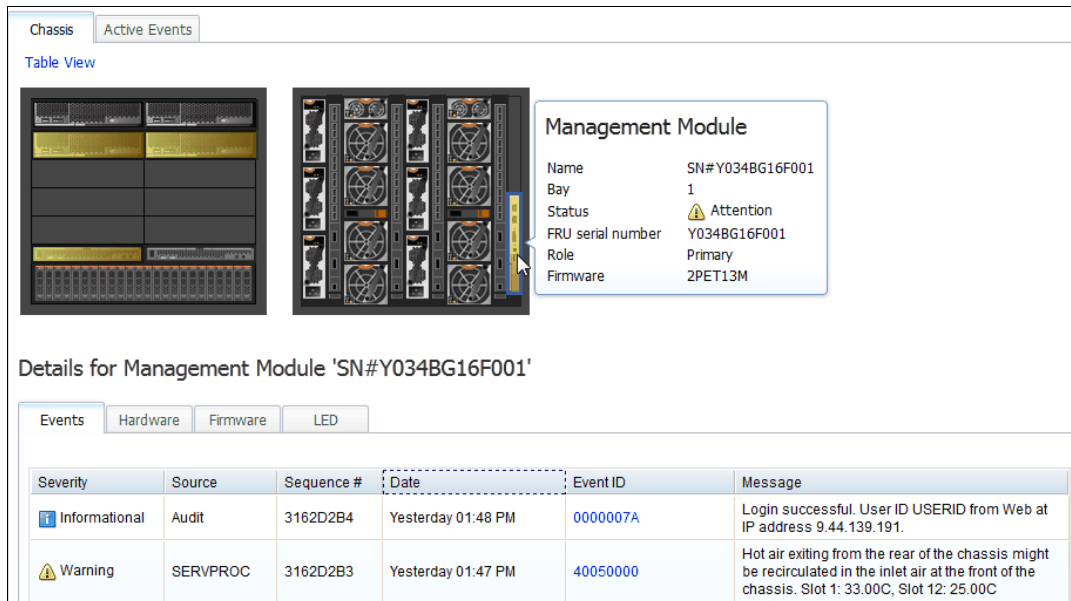 Chassis Active Events
Table View
Management Module
Name SN#Y034BG16F001
Bay 1
Status Attention
FRU serial number Y034BG16F001
Role Primary
Firmware 2PET13M
Details for Management Module 'SN#Y034BG16F001'
Events Hardware Firmware LED
Severity Source Sequence # Date Event ID Message
Informational Audit 3162D2B4 Yesterday 01:48 PM 0000007A Login successful. User ID USERID from Web at
IP address 9.44.139.191.
Warning SERVPROC 3162D2B3 Yesterday 01:47 PM 40050000 Hot air exiting from the rear of the chassis might
be recirculated in the inlet air at the front of the
chassis. Slot 1: 33.00C, Slot 12: 25.00C